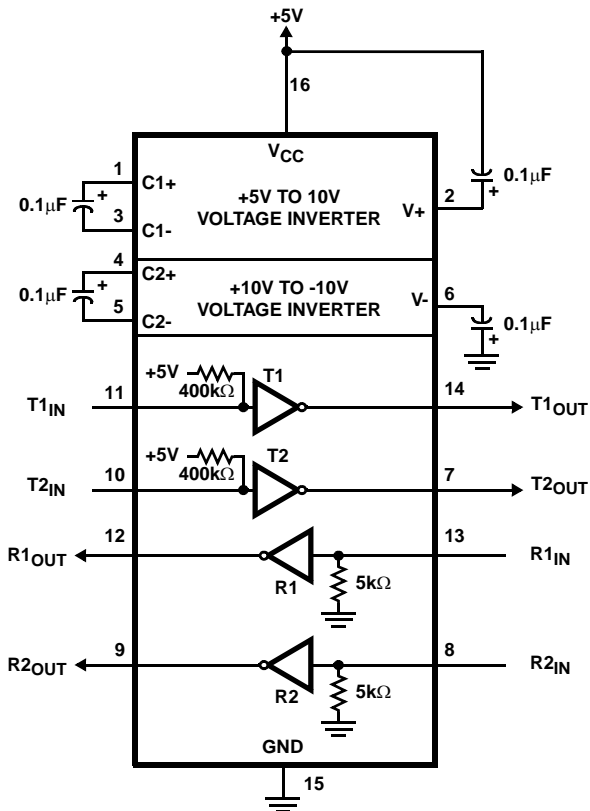 +5V
16
VCC
1
C1+
+
0.1µF
3
C1-
+5V TO 10V
VOLTAGE INVERTER
2
V+
0.1µF
+
4
C2+
+
0.1µF
5
C2-
+10V TO -10V
VOLTAGE INVERTER
6
V-
0.1µF
+
+5V
400kΩ
T1
T1IN
11
14
T1OUT
+5V
400kΩ
T2
T2IN
10
7
T2OUT
R1OUT
12
13
R1IN
R1
5kΩ
R2OUT
9
8
R2IN
R2
5kΩ
GND
15